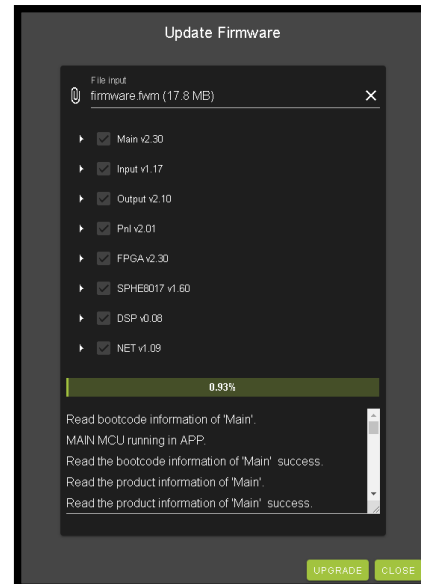 Update Firmware
File input
firmware.fwm (17.8 MB)
Main v2.30
Input v1.17
Output v2.10
Pnl v2.01
FPGA v2.30
SPHE8017 v1.60
DSP v0.08
NET v1.09
0.93%
Read bootcode information of 'Main'.
MAIN MCU running in APP.
Read the bootcode information of 'Main' success.
Read the product information of 'Main'.
Read the product information of 'Main' success.
UPGRADE CLOSE